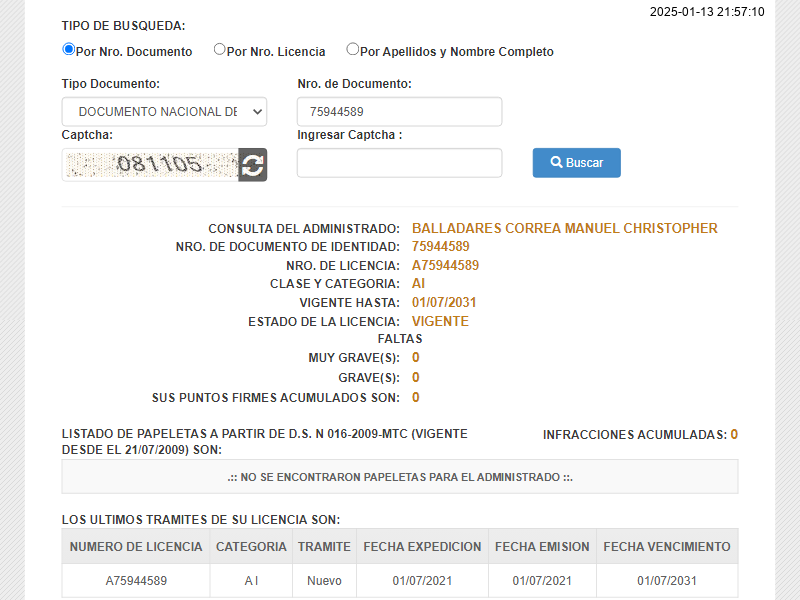 2025-01-13 21:57:10
TIPO DE BUSQUEDA:
Por Nro. Documento Por Nro. Licencia Por Apellidos y Nombre Completo
Tipo Documento: Nro. de Documento:
DOCUMENTO NACIONAL DE 75944589
Captcha: Ingresar Captcha :
081105 Buscar
CONSULTA DEL ADMINISTRADO: BALLADARES CORREA MANUEL CHRISTOPHER
NRO. DE DOCUMENTO DE IDENTIDAD: 75944589
NRO. DE LICENCIA: A75944589
CLASE Y CATEGORIA: AI
VIGENTE HASTA: 01/07/2031
ESTADO DE LA LICENCIA: VIGENTE
FALTAS
MUY GRAVE(S): 0
GRAVE(S): 0
SUS PUNTOS FIRMES ACUMULADOS SON: 0
LISTADO DE PAPELETAS A PARTIR DE D.S. N 016-2009-MTC (VIGENTE INFRACCIONES ACUMULADAS: 0
DESDE EL 21/07/2009) SON:
.:: NO SE ENCONTRARON PAPELETAS PARA EL ADMINISTRADO ::.
LOS ULTIMOS TRAMITES DE SU LICENCIA SON:
NUMERO DE LICENCIA CATEGORIA TRAMITE FECHA EXPEDICION FECHA EMISION FECHA VENCIMIENTO
A75944589 A I Nuevo 01/07/2021 01/07/2021 01/07/2031